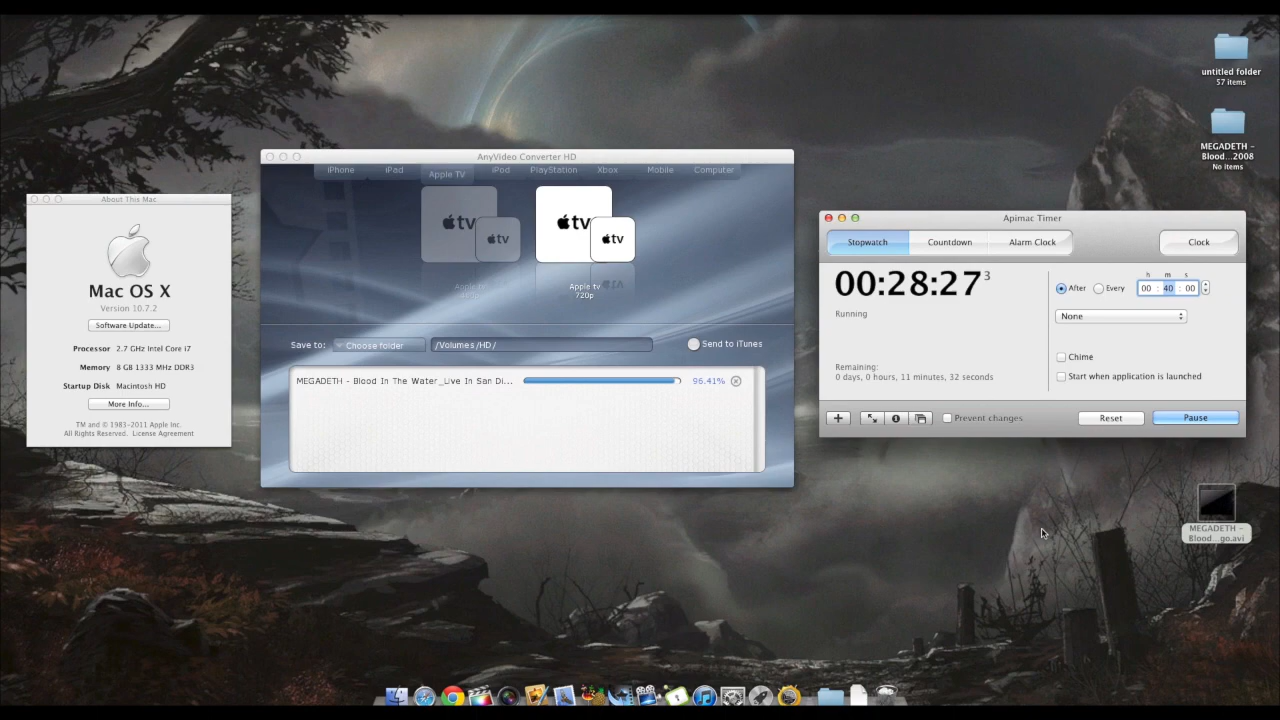 untitled folder
57 items
MEGADETH –
Blood...2008
No items
About This Mac
Mac OS X
Version 10.7.2
Software Update...
Processor 2.7 GHz Intel Core i7
Memory 8 GB 1333 MHz DDR3
Startup Disk Macintosh HD
More Info...
TM and © 1983–2011 Apple Inc.
All Rights Reserved. License Agreement
AnyVideo Converter HD
iPhone iPad Apple TV iPod PlayStation Xbox Mobile Computer
tv tv tv tv
Apple tv
Apple tv
720p
Save to: Choose folder /Volumes/HD/ Send to iTunes
MEGADETH - Blood In The Water_Live In San Di... 96.41%
Apimac Timer
Stopwatch Countdown Alarm Clock Clock
00:28:27 3
Running
h m s
After Every 00 : 40 : 00
None
Chime
Start when application is launched
Remaining:
0 days, 0 hours, 11 minutes, 32 seconds
Prevent changes Reset Pause
MEGADETH –
Blood...go.avi